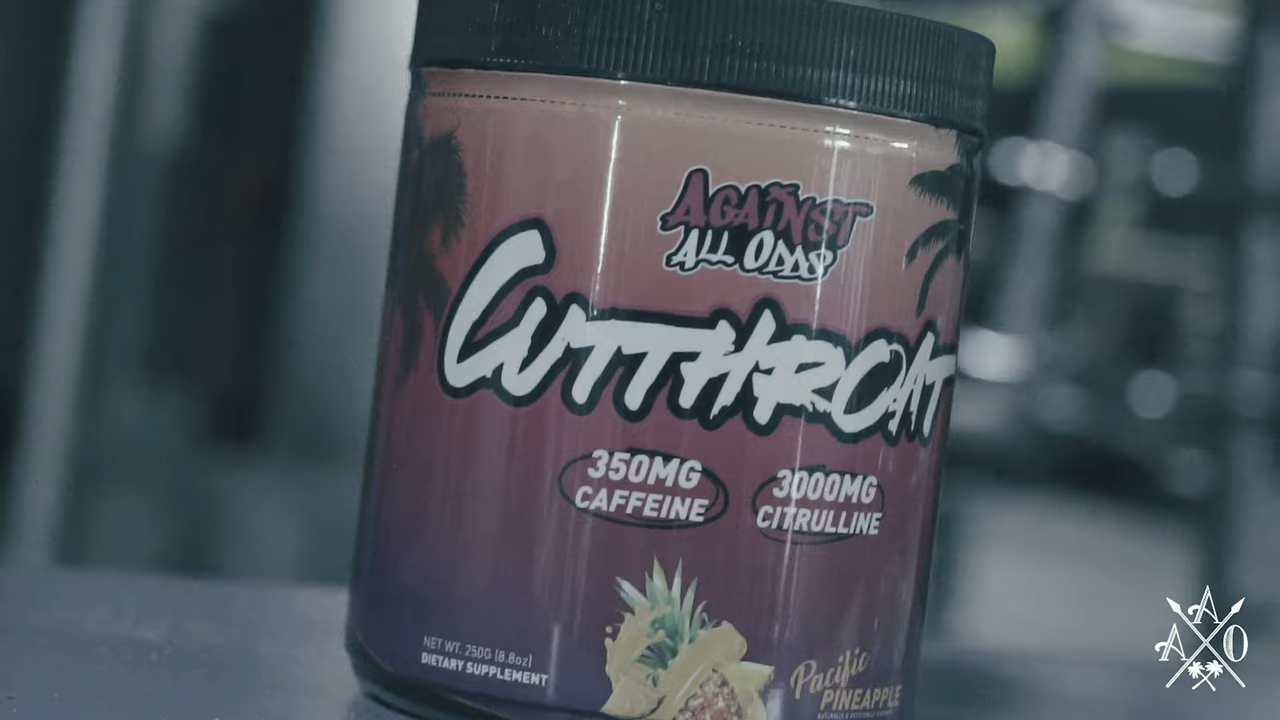 AGAINST
ALL ODDS
CUTTHROAT
350MG
CAFFEINE
3000MG
CITRULLINE
NET WT. 250G (8.8oz)
DIETARY SUPPLEMENT
Pacific
PINEAPPLE
A
A O